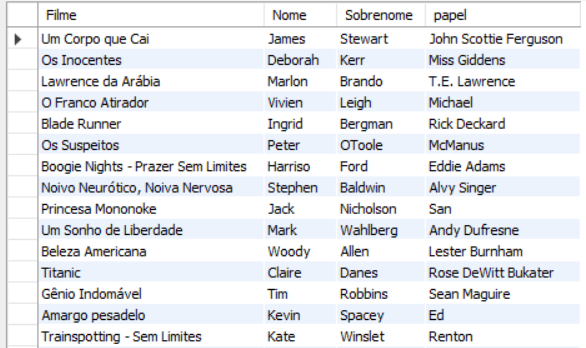 Filme Nome Sobrenome papel
Um Corpo que Cai James Stewart John Scottie Ferguson
Os Inocentes Deborah Kerr Miss Giddens
Lawrence da Arábia Marlon Brando T.E. Lawrence
O Franco Atirador Vivien Leigh Michael
Blade Runner Ingrid Bergman Rick Deckard
Os Suspeitos Peter OToole McManus
Boogie Nights - Prazer Sem Limites Harriso Ford Eddie Adams
Noivo Neurótico, Noiva Nervosa Stephen Baldwin Alvy Singer
Princesa Mononoke Jack Nicholson San
Um Sonho de Liberdade Mark Wahlberg Andy Dufresne
Beleza Americana Woody Allen Lester Burnham
Titanic Claire Danes Rose DeWitt Bukater
Gênio Indomável Tim Robbins Sean Maguire
Amargo pesadelo Kevin Spacey Ed
Trainspotting - Sem Limites Kate Winslet Renton